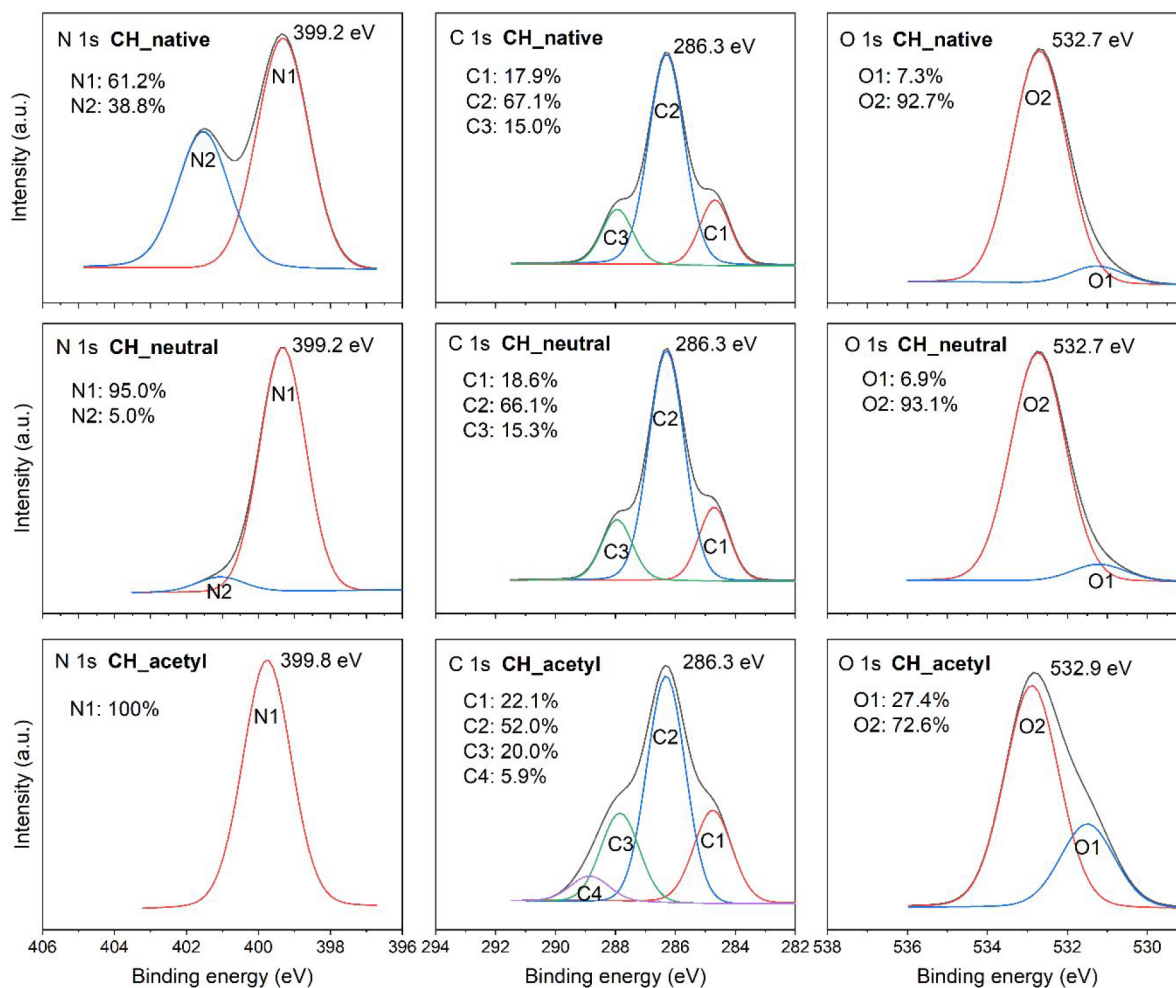 N 1s CH_native
399.2 eV
N1: 61.2%
N2: 38.8%
N1
N2
Intensity (a.u.)
C 1s CH_native
286.3 eV
C1: 17.9%
C2: 67.1%
C3: 15.0%
C2
C3
C1
O 1s CH_native
532.7 eV
O1: 7.3%
O2: 92.7%
O2
O1
N 1s CH_neutral
399.2 eV
N1: 95.0%
N2: 5.0%
N1
N2
Intensity (a.u.)
C 1s CH_neutral
286.3 eV
C1: 18.6%
C2: 66.1%
C3: 15.3%
C2
C3
C1
O 1s CH_neutral
532.7 eV
O1: 6.9%
O2: 93.1%
O2
O1
N 1s CH_acetyl
399.8 eV
N1: 100%
N1
Intensity (a.u.)
406 404 402 400 398 396
Binding energy (eV)
C 1s CH_acetyl
286.3 eV
C1: 22.1%
C2: 52.0%
C3: 20.0%
C4: 5.9%
C2
C3
C1
C4
294 292 290 288 286 284 282
Binding energy (eV)
O 1s CH_acetyl
532.9 eV
O1: 27.4%
O2: 72.6%
O2
O1
538 536 534 532 530
Binding energy (eV)